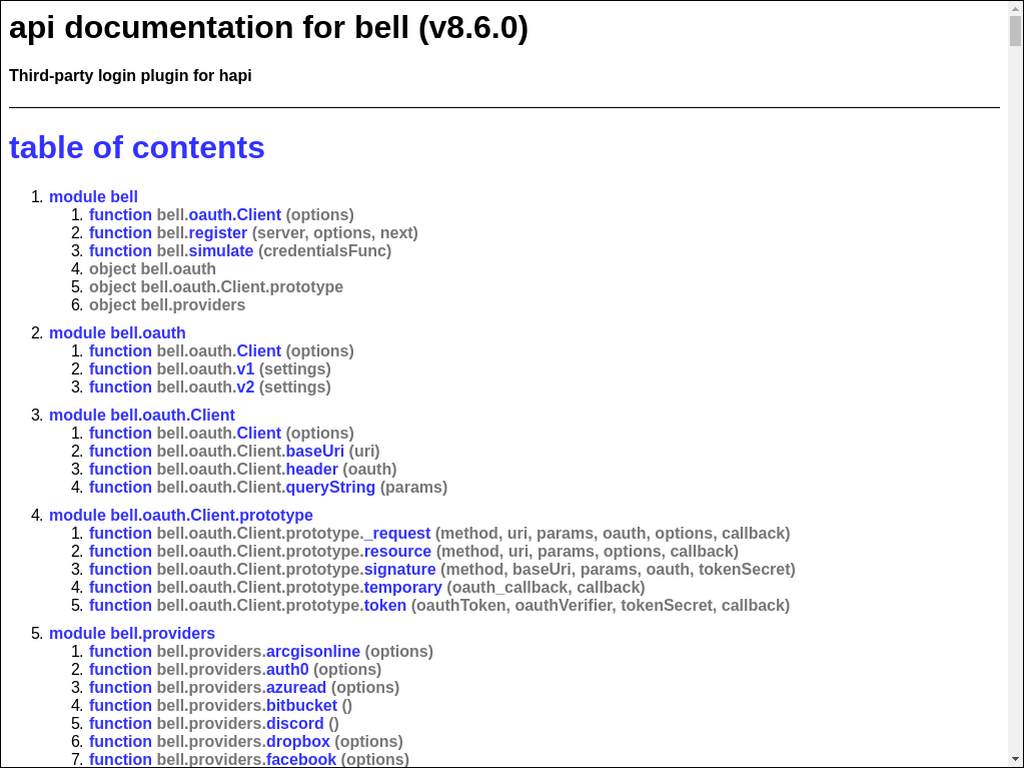 api documentation for bell (v8.6.0)
Third-party login plugin for hapi
table of contents
1. module bell
1. function bell.oauth.Client (options)
2. function bell.register (server, options, next)
3. function bell.simulate (credentialsFunc)
4. object bell.oauth
5. object bell.oauth.Client.prototype
6. object bell.providers
2. module bell.oauth
1. function bell.oauth.Client (options)
2. function bell.oauth.v1 (settings)
3. function bell.oauth.v2 (settings)
3. module bell.oauth.Client
1. function bell.oauth.Client (options)
2. function bell.oauth.Client.baseUri (uri)
3. function bell.oauth.Client.header (oauth)
4. function bell.oauth.Client.queryString (params)
4. module bell.oauth.Client.prototype
1. function bell.oauth.Client.prototype._request (method, uri, params, oauth, options, callback)
2. function bell.oauth.Client.prototype.resource (method, uri, params, options, callback)
3. function bell.oauth.Client.prototype.signature (method, baseUri, params, oauth, tokenSecret)
4. function bell.oauth.Client.prototype.temporary (oauth_callback, callback)
5. function bell.oauth.Client.prototype.token (oauthToken, oauthVerifier, tokenSecret, callback)
5. module bell.providers
1. function bell.providers.arcgisonline (options)
2. function bell.providers.auth0 (options)
3. function bell.providers.azuread (options)
4. function bell.providers.bitbucket ()
5. function bell.providers.discord ()
6. function bell.providers.dropbox (options)
7. function bell.providers.facebook (options)